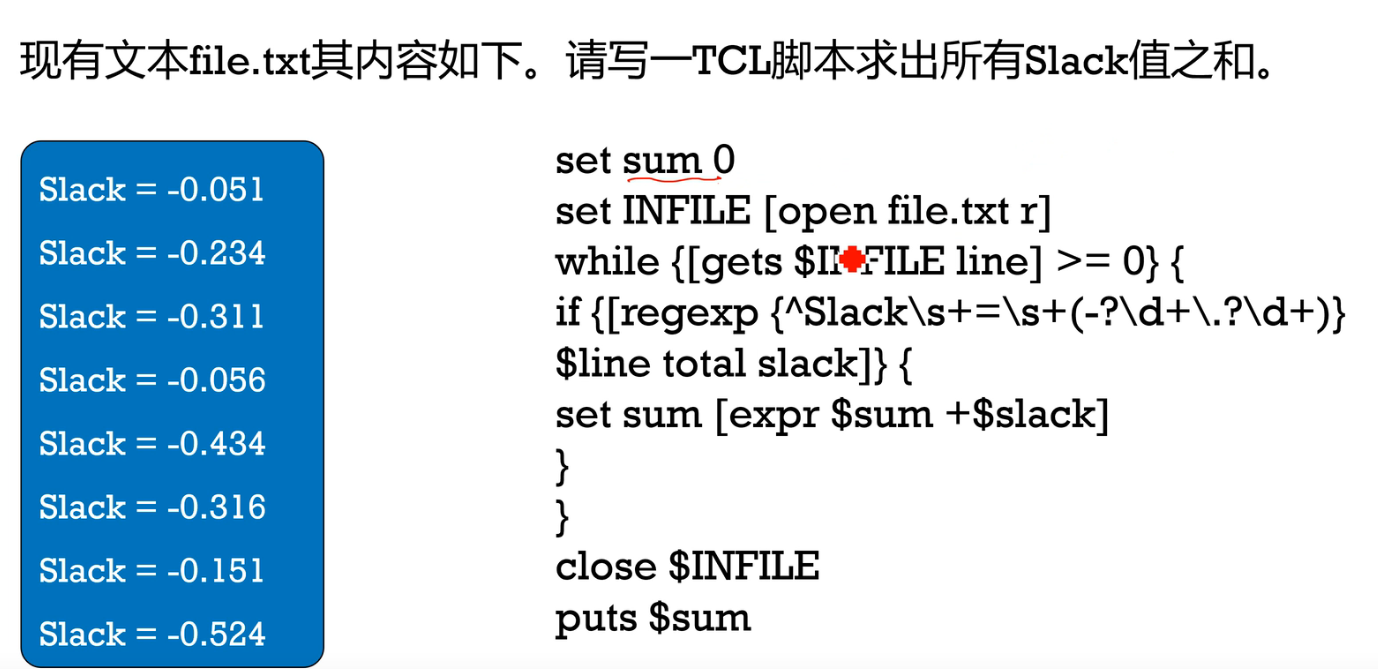 现有文本file.txt其内容如下。请写一TCL脚本求出所有Slack值之和。
Slack = -0.051
Slack = -0.234
Slack = -0.311
Slack = -0.056
Slack = -0.434
Slack = -0.316
Slack = -0.151
Slack = -0.524
set sum 0
set INFILE [open file.txt r]
while {[gets $INFILE line] >= 0} {
if {[regexp {^Slack\s+=\s+(-?\d+\.?\d+)}
$line total slack]} {
set sum [expr $sum +$slack]
}
}
close $INFILE
puts $sum